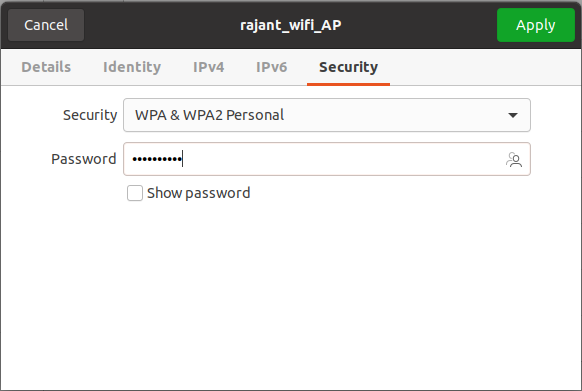 Cancel rajant_wifi_AP Apply
Details Identity IPv4 IPv6 Security
Security WPA & WPA2 Personal
Password ••••••••••
Show password